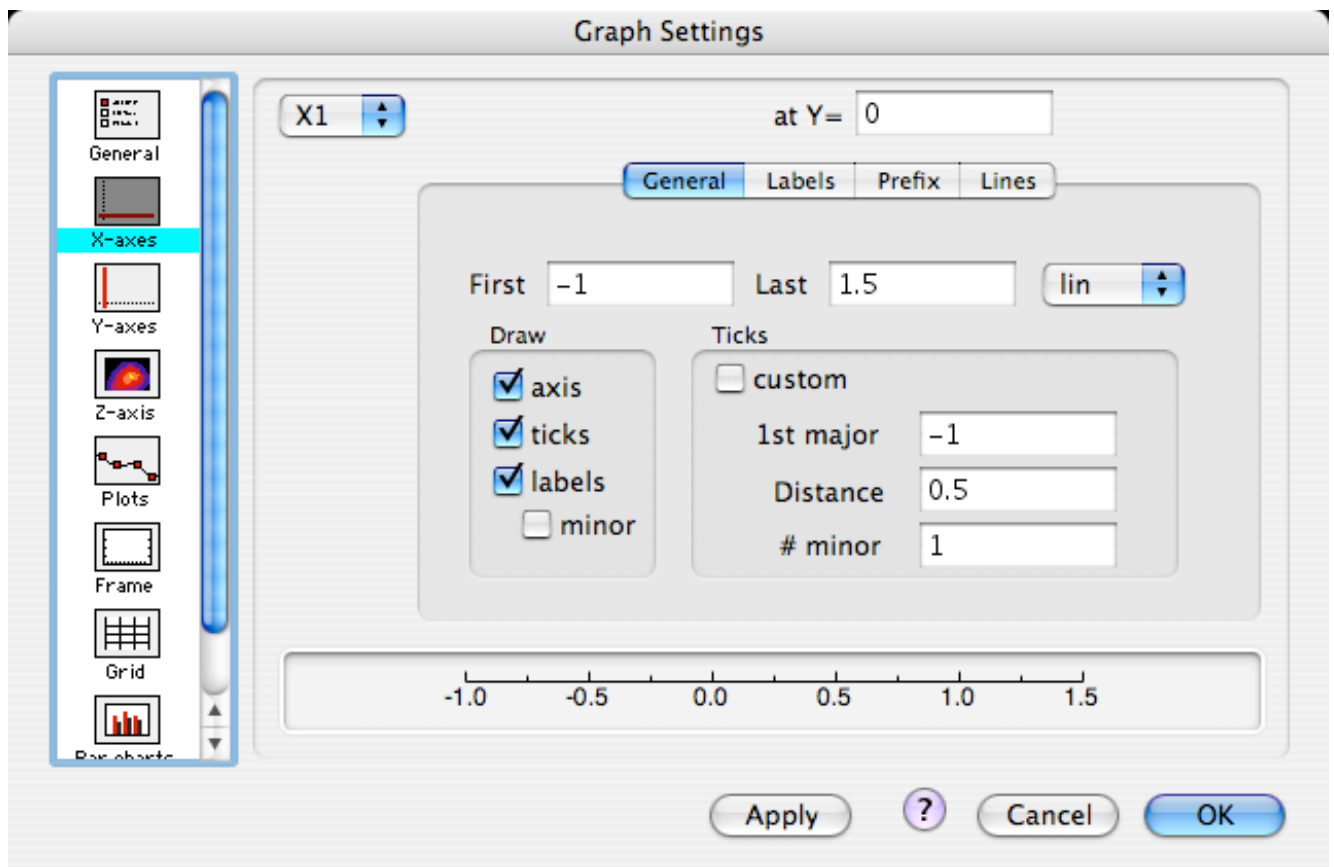 Graph Settings
General
X-axes
Y-axes
Z-axis
Plots
Frame
Grid
Bar charts
X1
at Y= 0
General Labels Prefix Lines
First -1 Last 1.5 lin
Draw Ticks
axis
ticks
labels
minor
custom
1st major -1
Distance 0.5
# minor 1
-1.0 -0.5 0.0 0.5 1.0 1.5
Apply ? Cancel OK